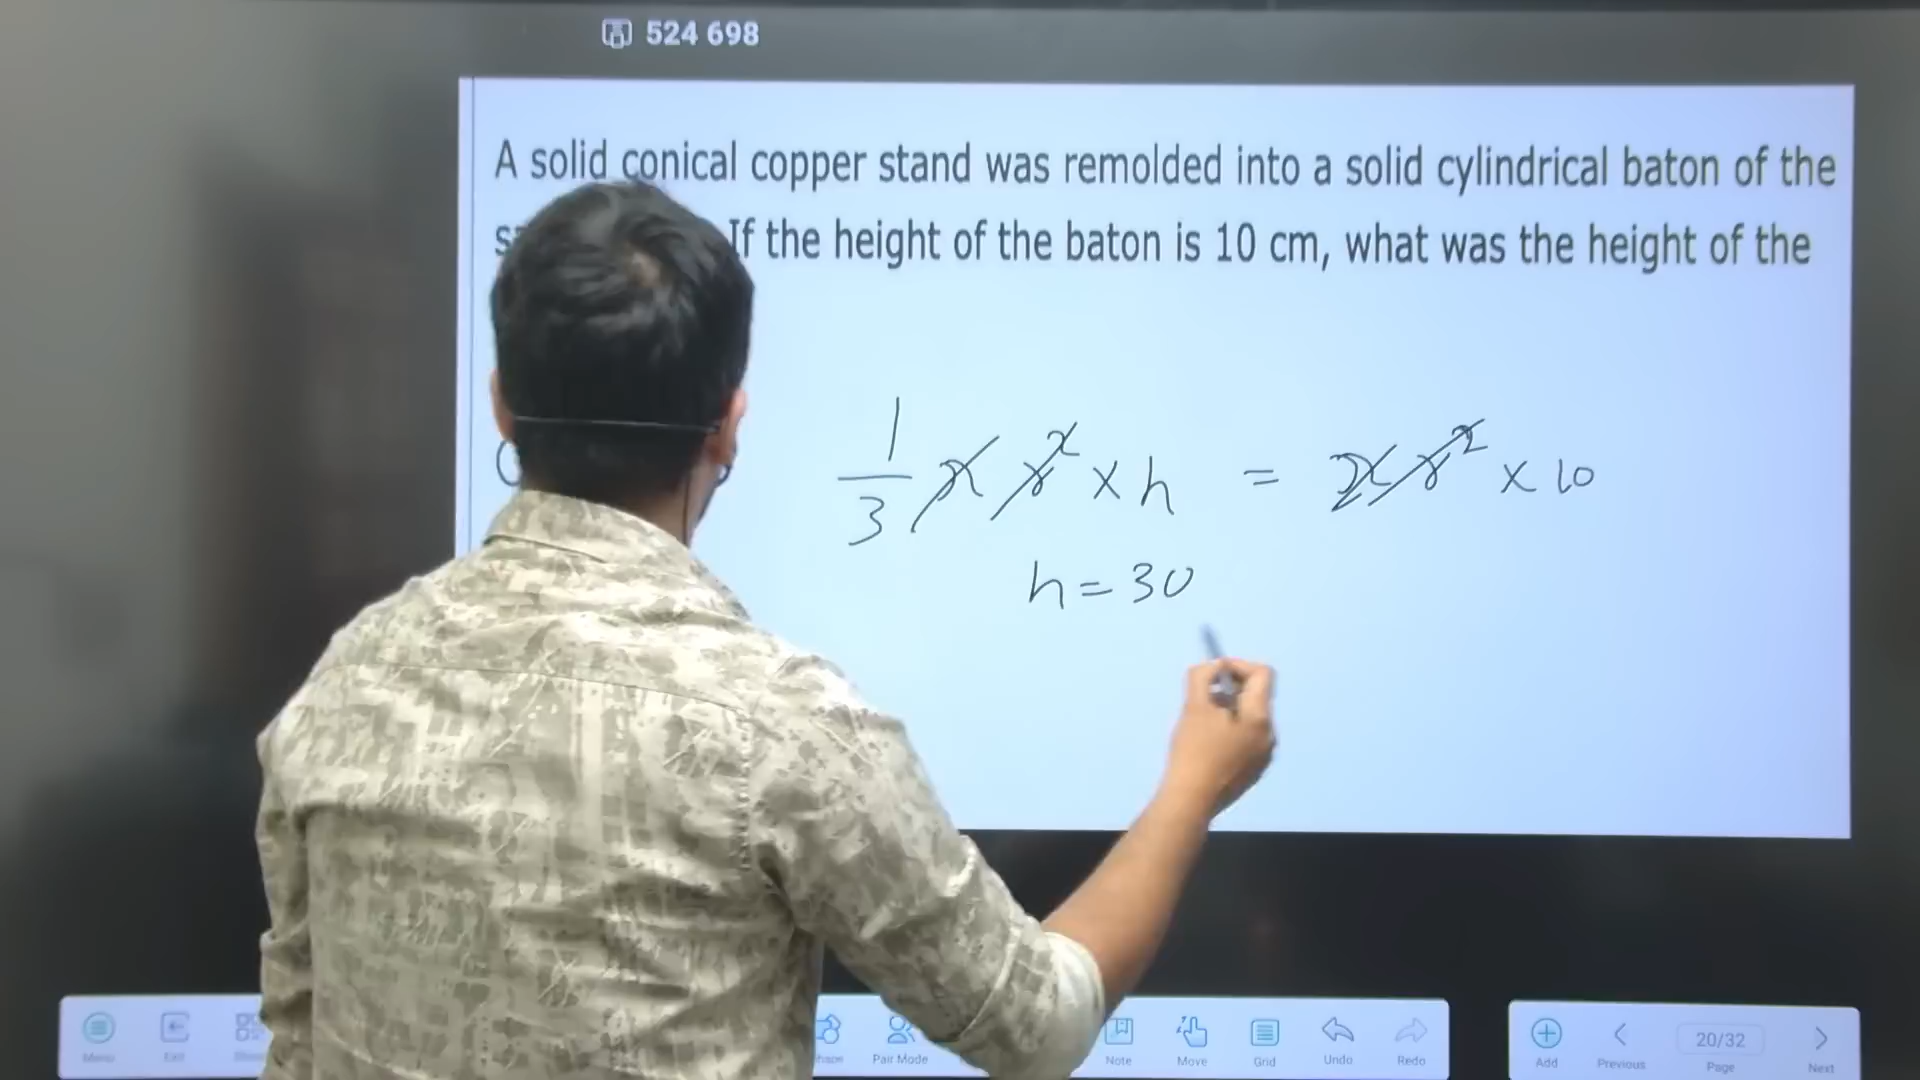 524 698
A solid conical copper stand was remolded into a solid cylindrical baton of the
If the height of the baton is 10 cm, what was the height of the
1/3 π r² × h = π r² × 10
h = 30
Menu
Exit
Pair Mode
Note
Move
Grid
Undo
Redo
Add
Previous
20/32
Page
Next